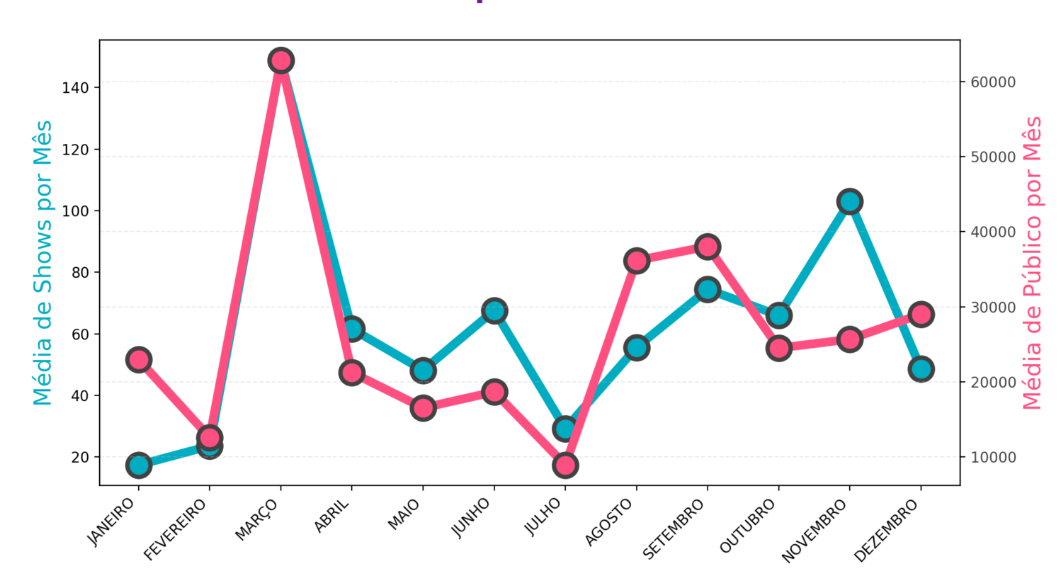 Média de Shows por Mês
140
120
100
80
60
40
20
60000
50000
40000
30000
20000
10000
Média de Público por Mês
JANEIRO
FEVEREIRO
MARÇO
ABRIL
MAIO
JUNHO
JULHO
AGOSTO
SETEMBRO
OUTUBRO
NOVEMBRO
DEZEMBRO